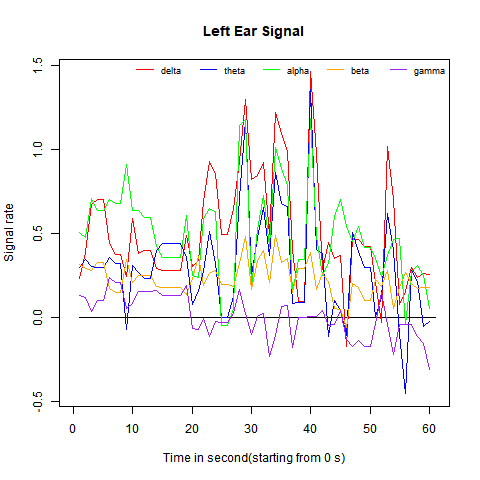 Left Ear Signal
delta theta alpha beta gamma
Signal rate
1.5
1.0
0.5
0.0
-0.5
0 10 20 30 40 50 60
Time in second(starting from 0 s)